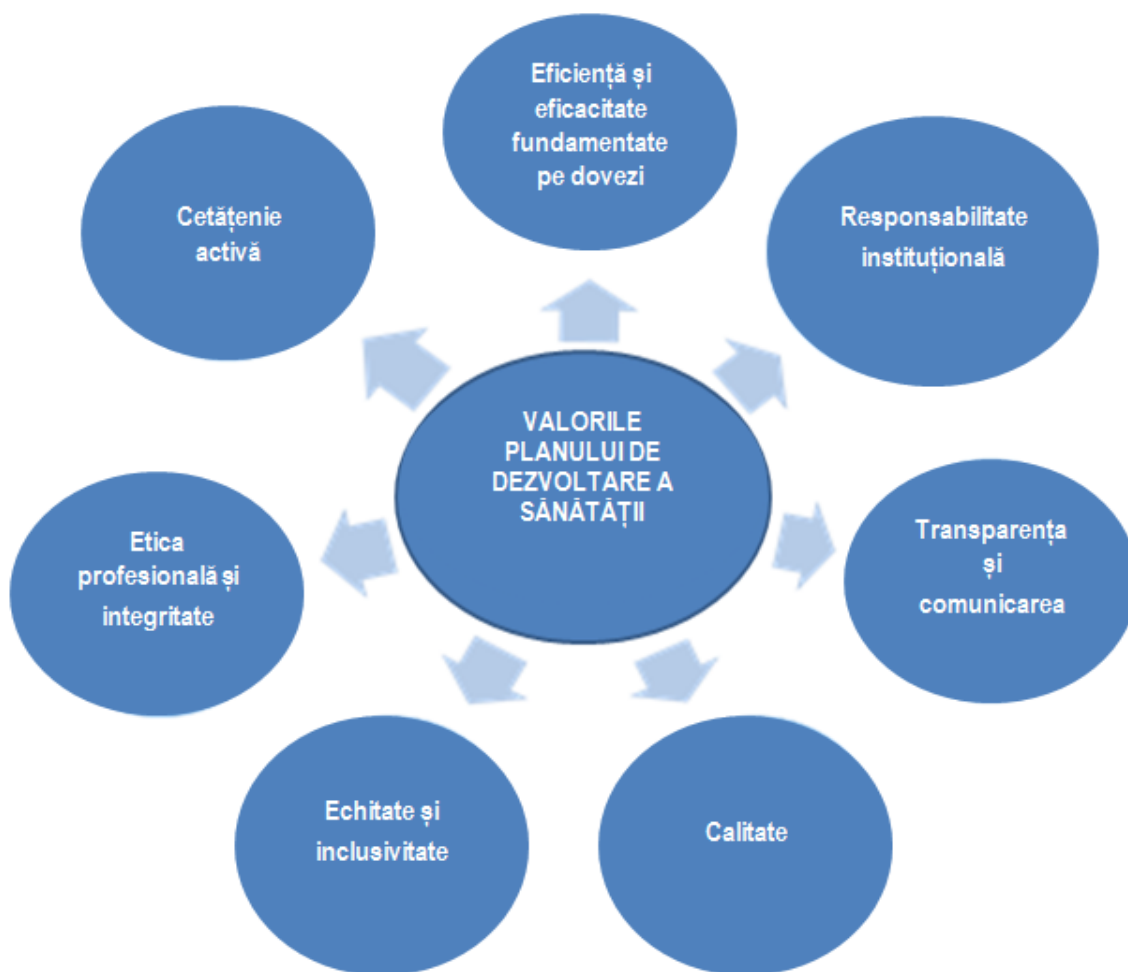 Eficiență și
eficacitate
fundamentate
pe dovezi
Cetățenie
activă
Responsabilitate
instituțională
VALORILE
PLANULUI DE
DEZVOLTARE A
SĂNĂTĂȚII
Etica
profesională și
integritate
Transparența
și
comunicarea
Echitate și
inclusivitate
Calitate